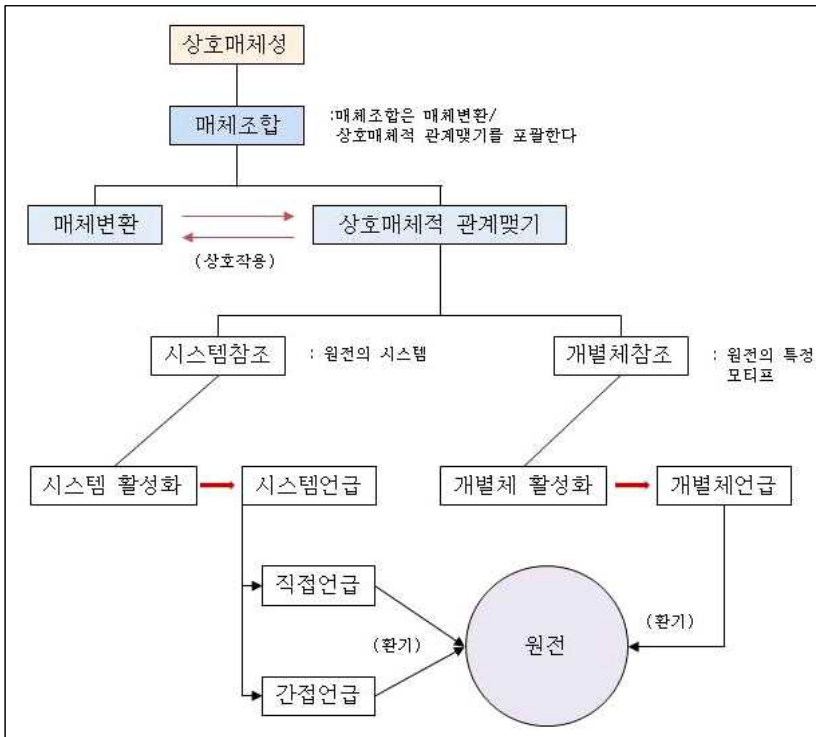 상호매체성
매체조합
:매체조합은 매체변환/
상호매체적 관계맺기를 포괄한다
매체변환
상호매체적 관계맺기
(상호작용)
시스템참조
: 원전의 시스템
개별체참조
: 원전의 특정
모티프
시스템 활성화
시스템언급
개별체 활성화
개별체언급
직접언급
(환기)
원전
(환기)
간접언급